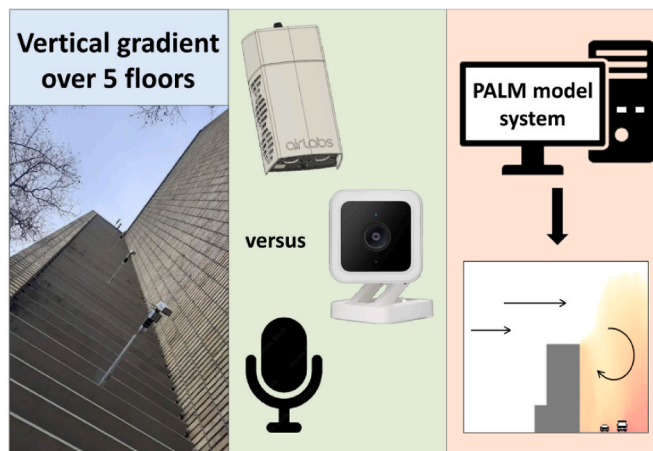 Vertical gradient
over 5 floors
airLabs
versus
PALM model
system